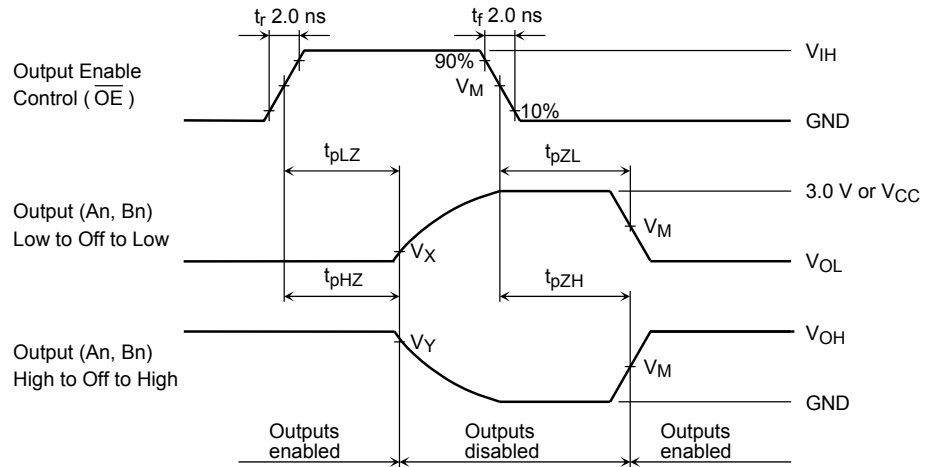 tr 2.0 ns
tf 2.0 ns
Output Enable
Control ( OE )
90%
VM
10%
VIH
GND
tpLZ
tpZL
Output (An, Bn)
Low to Off to Low
VX
VM
3.0 V or VCC
VOL
tpHZ
tpZH
Output (An, Bn)
High to Off to High
VY
VM
VOH
GND
Outputs
enabled
Outputs
disabled
Outputs
enabled